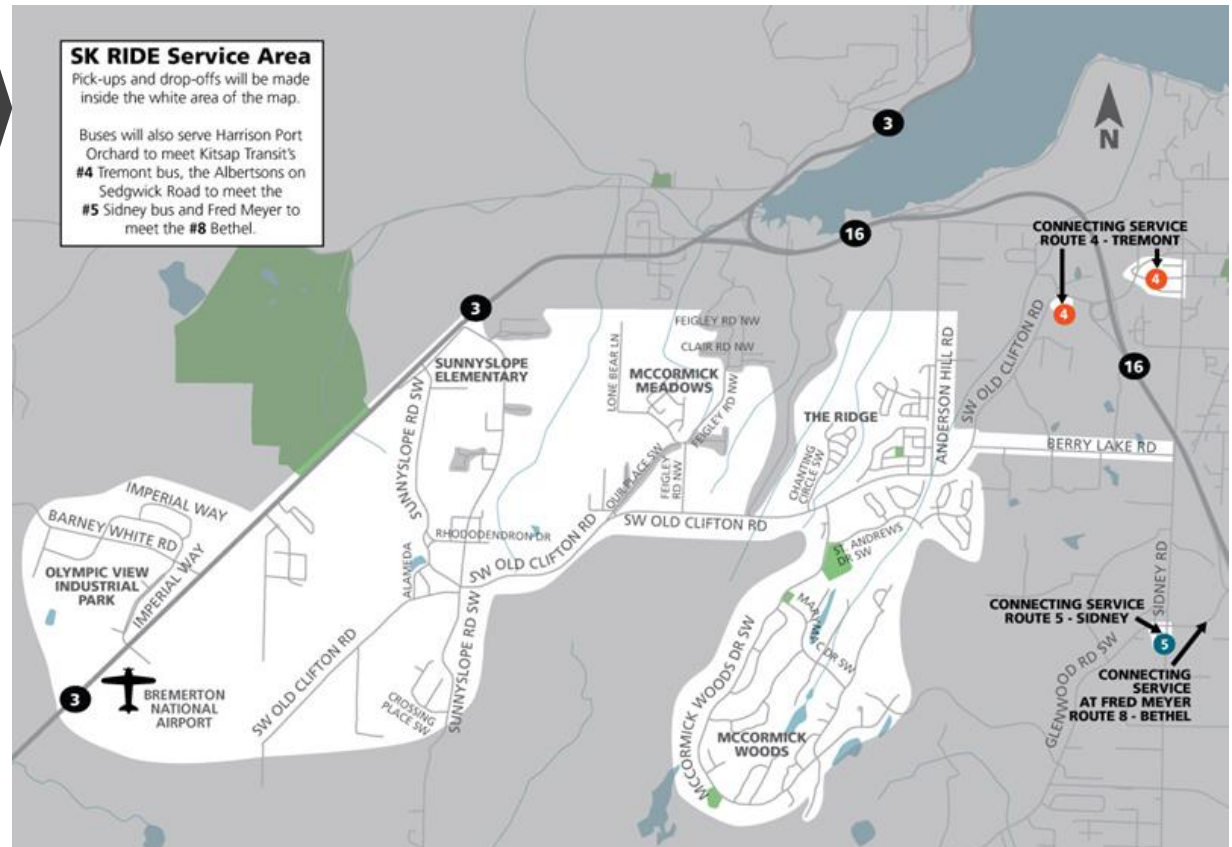 SK RIDE Service Area
Pick-ups and drop-offs will be made
inside the white area of the map.
Buses will also serve Harrison Port
Orchard to meet Kitsap Transit's
#4 Tremont bus, the Albertsons on
Sedgwick Road to meet the
#5 Sidney bus and Fred Meyer to
meet the #8 Bethel.
3
N
16
CONNECTING SERVICE
ROUTE 4 - TREMONT
4
4
3
SUNNYSLOPE
ELEMENTARY
FEIGLEY RD NW
CLAIR RD NW
LONE BEAR LN
MCCORMICK
MEADOWS
FEIGLEY RD NW
SUNNYSLOPE RD SW
OUR PLACE SW
FEIGLEY
RD NW
THE RIDGE
CHANTING
CIRCLE SW
ANDERSON HILL RD
SW OLD CLIFTON RD
16
BERRY LAKE RD
IMPERIAL WAY
BARNEY WHITE RD
OLYMPIC VIEW
INDUSTRIAL
PARK
IMPERIAL WAY
RHODODENDRON DR
ALAMEDA
SW OLD CLIFTON RD
SW OLD CLIFTON RD
ST. ANDREWS
DR SW
3
BREMERTON
NATIONAL
AIRPORT
SW OLD CLIFTON RD
CROSSING
PLACE SW
SUNNYSLOPE RD SW
MCCORMICK WOODS DR SW
MARY MAC DR SW
MCCORMICK
WOODS
SIDNEY RD
CONNECTING SERVICE
ROUTE 5 - SIDNEY
5
GLENWOOD RD SW
CONNECTING
SERVICE
AT FRED MEYER
ROUTE 8 - BETHEL